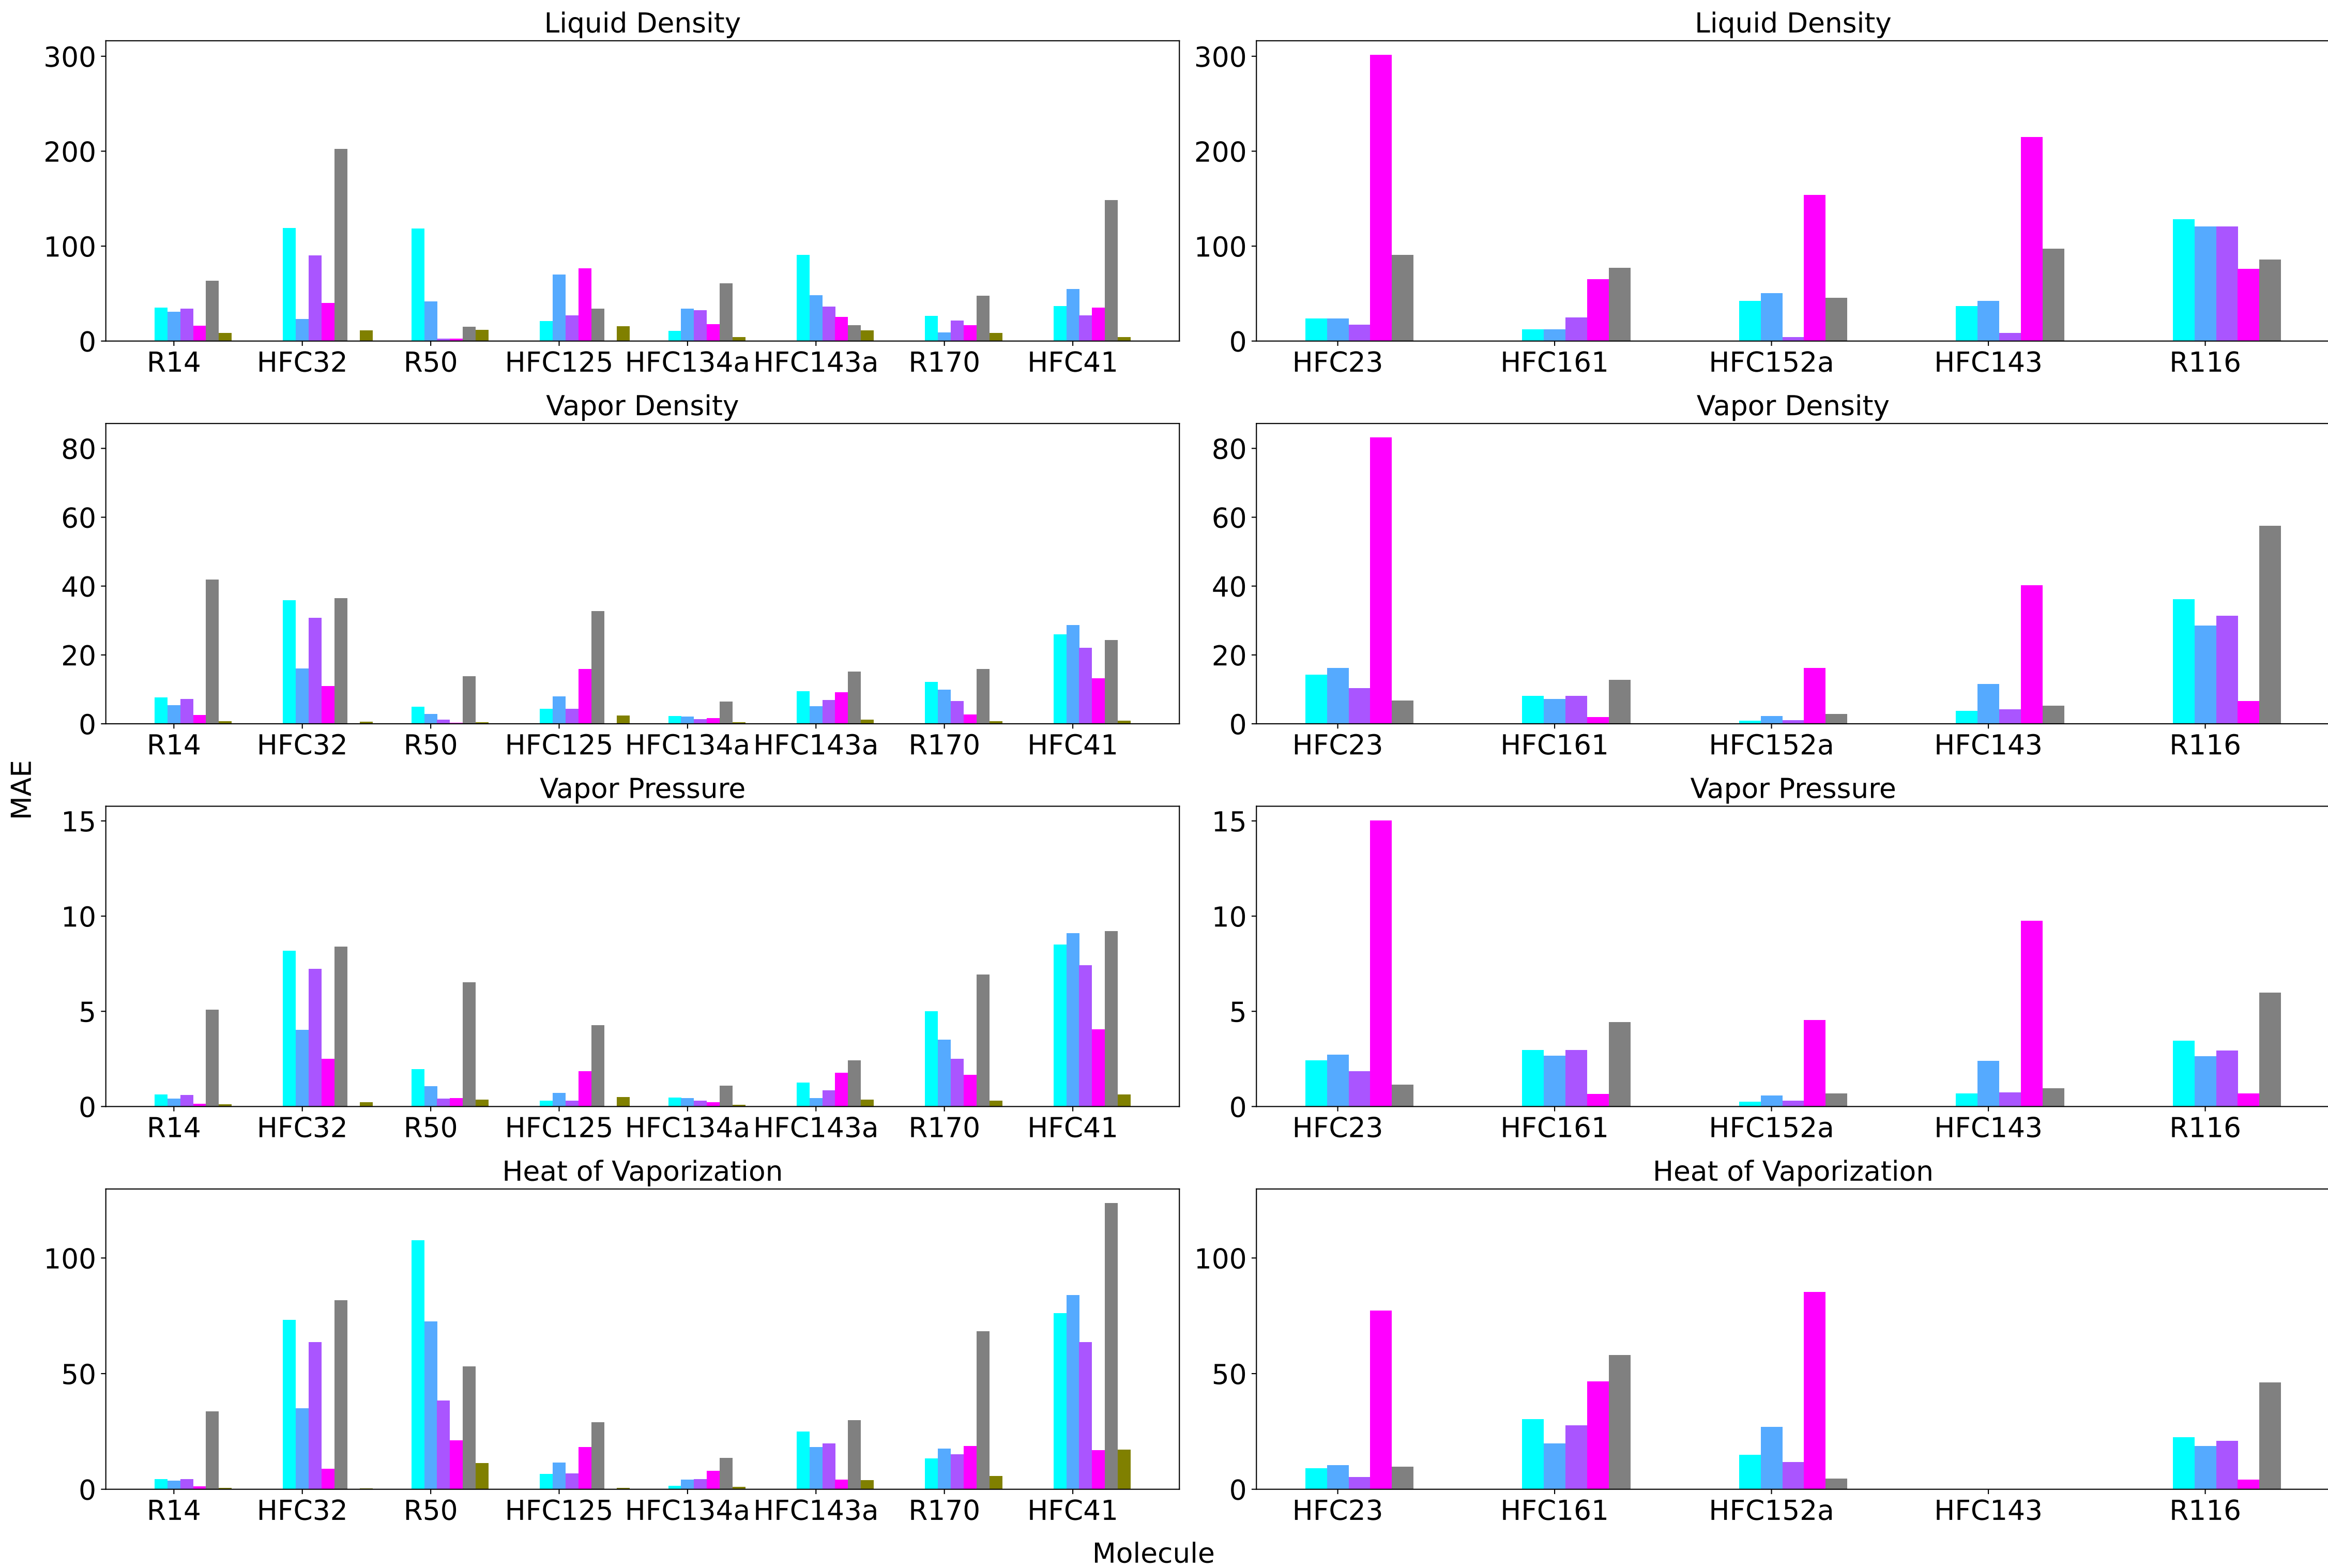 Liquid Density
300
200
100
0
R14 HFC32 R50 HFC125 HFC134a HFC143a R170 HFC41
Liquid Density
300
200
100
0
HFC23 HFC161 HFC152a HFC143 R116
Vapor Density
80
60
40
20
0
R14 HFC32 R50 HFC125 HFC134a HFC143a R170 HFC41
Vapor Density
80
60
40
20
0
HFC23 HFC161 HFC152a HFC143 R116
MAE
Vapor Pressure
15
10
5
0
R14 HFC32 R50 HFC125 HFC134a HFC143a R170 HFC41
Vapor Pressure
15
10
5
0
HFC23 HFC161 HFC152a HFC143 R116
Heat of Vaporization
100
50
0
R14 HFC32 R50 HFC125 HFC134a HFC143a R170 HFC41
Heat of Vaporization
100
50
0
HFC23 HFC161 HFC152a HFC143 R116
Molecule